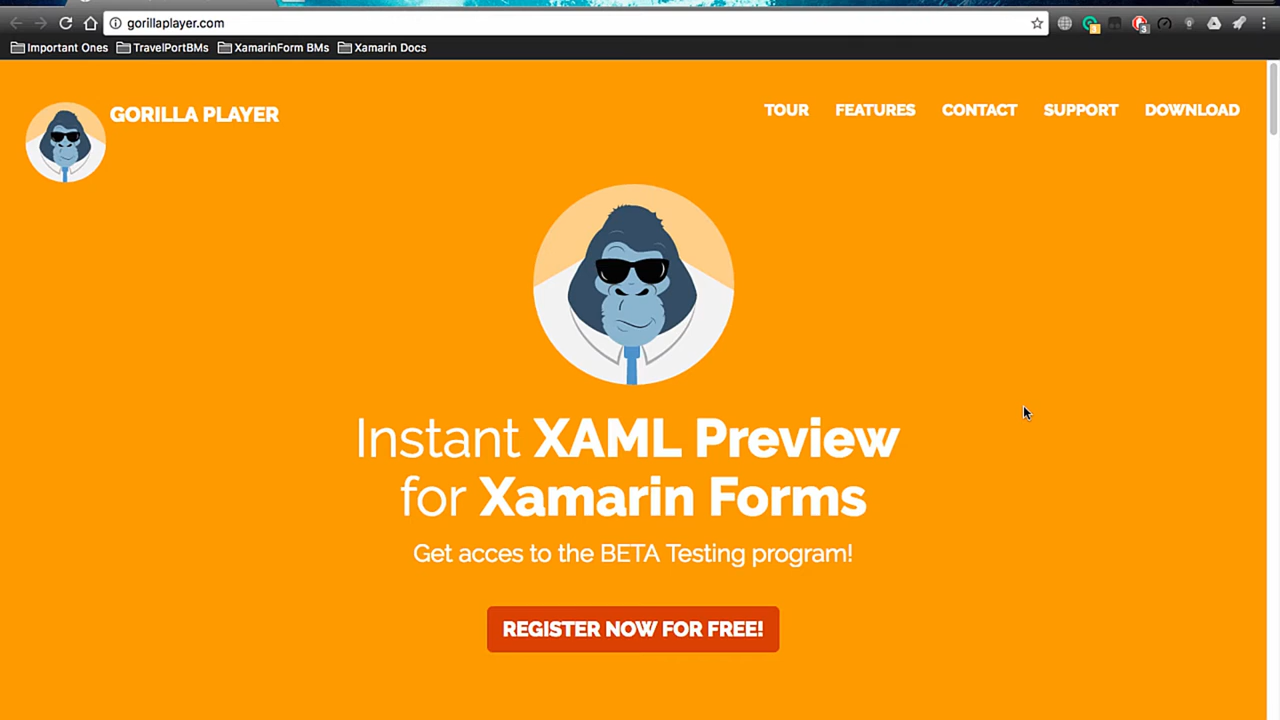 gorillaplayer.com
Important Ones TravelPortBMs XamarinForm BMs Xamarin Docs
GORILLA PLAYER
TOUR FEATURES CONTACT SUPPORT DOWNLOAD
Instant XAML Preview
for Xamarin Forms
Get acces to the BETA Testing program!
REGISTER NOW FOR FREE!